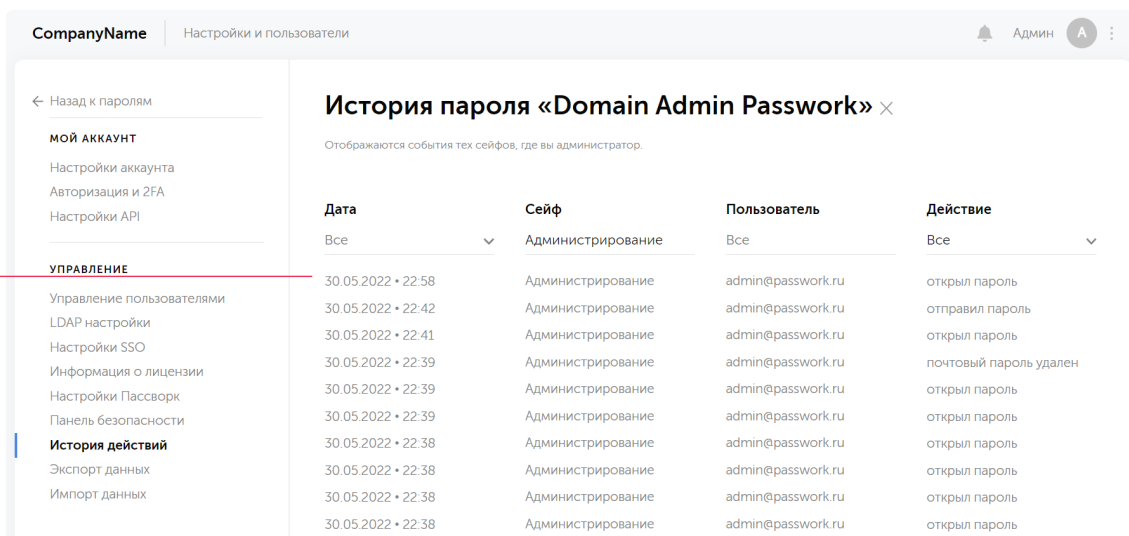 CompanyName Настройки и пользователи Админ A
Назад к паролям
МОЙ АККАУНТ
Настройки аккаунта
Авторизация и 2FA
Настройки API
УПРАВЛЕНИЕ
Управление пользователями
LDAP настройки
Настройки SSO
Информация о лицензии
Настройки Пассворк
Панель безопасности
История действий
Экспорт данных
Импорт данных
История пароля «Domain Admin Passwork»
Отображаются события тех сейфов, где вы администратор.
Дата Сейф Пользователь Действие
Все Администрирование Все Все
30.05.2022 • 22:58 Администрирование admin@passwork.ru открыл пароль
30.05.2022 • 22:42 Администрирование admin@passwork.ru отправил пароль
30.05.2022 • 22:41 Администрирование admin@passwork.ru открыл пароль
30.05.2022 • 22:39 Администрирование admin@passwork.ru почтовый пароль удален
30.05.2022 • 22:39 Администрирование admin@passwork.ru открыл пароль
30.05.2022 • 22:39 Администрирование admin@passwork.ru открыл пароль
30.05.2022 • 22:38 Администрирование admin@passwork.ru открыл пароль
30.05.2022 • 22:38 Администрирование admin@passwork.ru открыл пароль
30.05.2022 • 22:38 Администрирование admin@passwork.ru открыл пароль
30.05.2022 • 22:38 Администрирование admin@passwork.ru открыл пароль